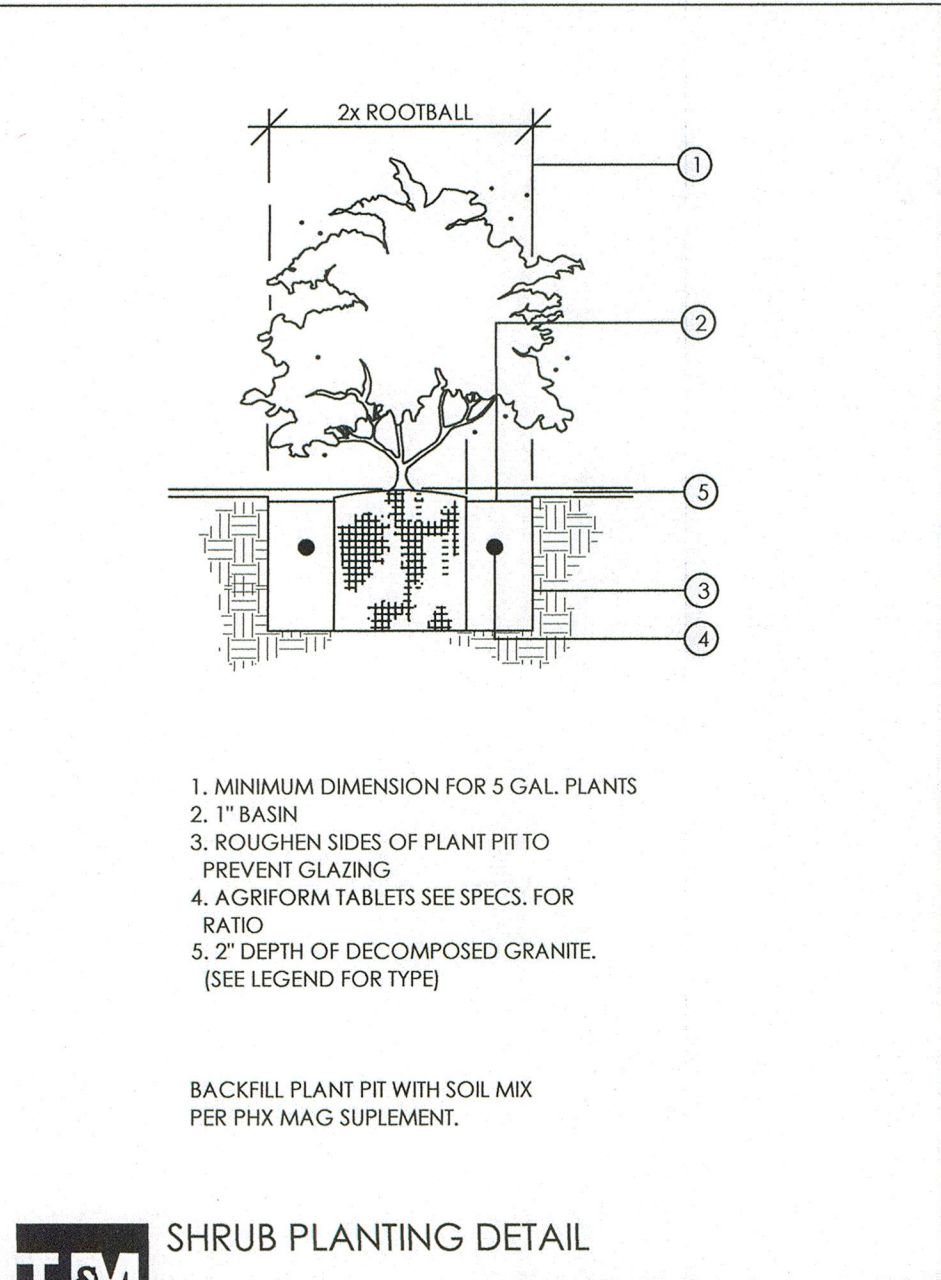 2x ROOTBALL
1
2
5
3
4
1. MINIMUM DIMENSION FOR 5 GAL. PLANTS
2. 1" BASIN
3. ROUGHEN SIDES OF PLANT PIT TO
PREVENT GLAZING
4. AGRIFORM TABLETS SEE SPECS. FOR
RATIO
5. 2" DEPTH OF DECOMPOSED GRANITE.
(SEE LEGEND FOR TYPE)
BACKFILL PLANT PIT WITH SOIL MIX
PER PHX MAG SUPLEMENT.
SHRUB PLANTING DETAIL
T&M